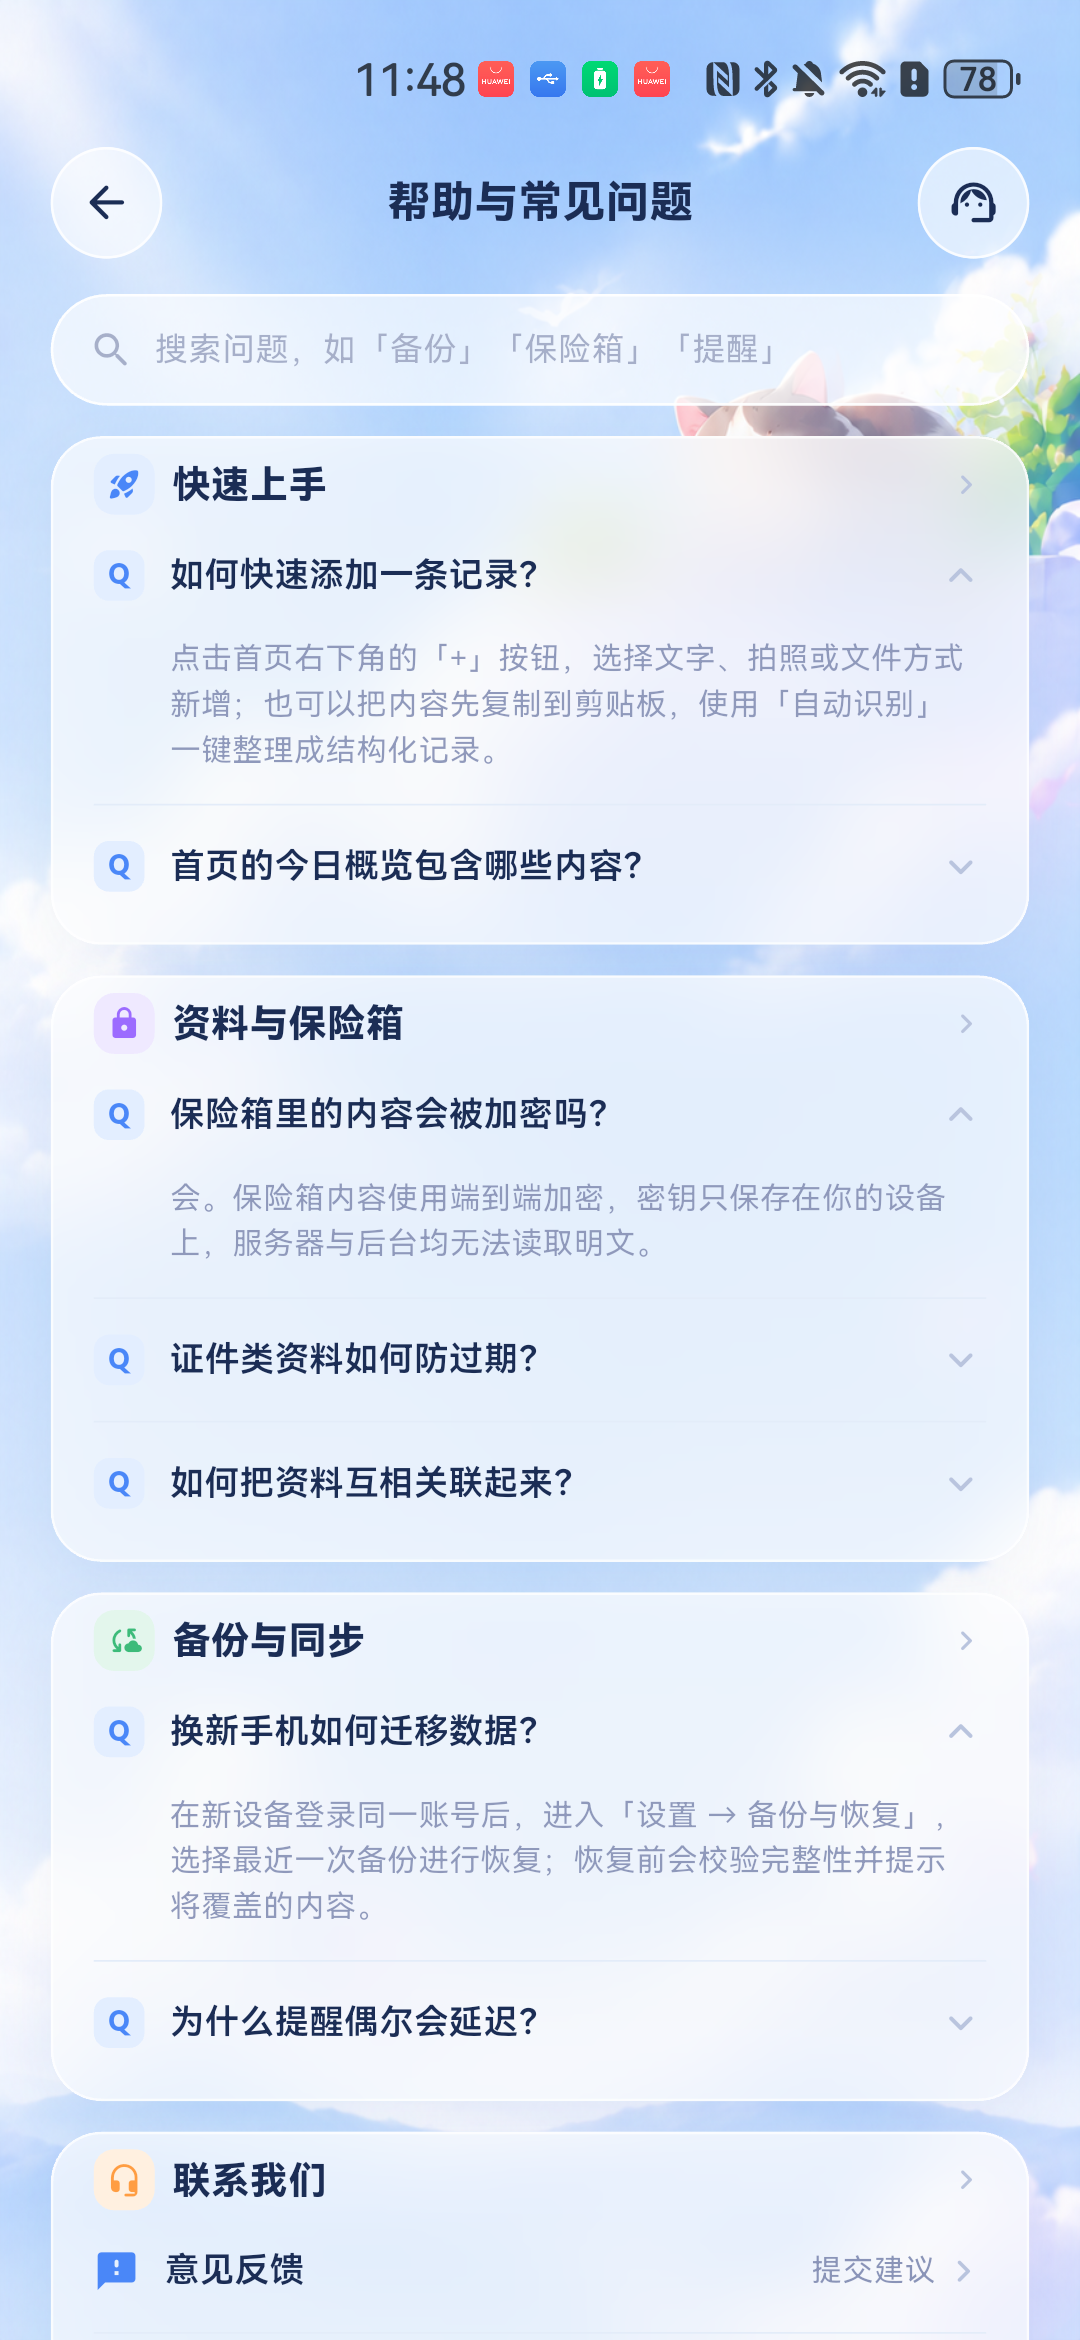 11:48 HUAWEI HUAWEI 78
帮助与常见问题
搜索问题，如「备份」「保险箱」「提醒」
快速上手
Q 如何快速添加一条记录？
点击首页右下角的「+」按钮，选择文字、拍照或文件方式
新增；也可以把内容先复制到剪贴板，使用「自动识别」
一键整理成结构化记录。
Q 首页的今日概览包含哪些内容？
资料与保险箱
Q 保险箱里的内容会被加密吗？
会。保险箱内容使用端到端加密，密钥只保存在你的设备
上，服务器与后台均无法读取明文。
Q 证件类资料如何防过期？
Q 如何把资料互相关联起来？
备份与同步
Q 换新手机如何迁移数据？
在新设备登录同一账号后，进入「设置 → 备份与恢复」，
选择最近一次备份进行恢复；恢复前会校验完整性并提示
将覆盖的内容。
Q 为什么提醒偶尔会延迟？
联系我们
意见反馈 提交建议